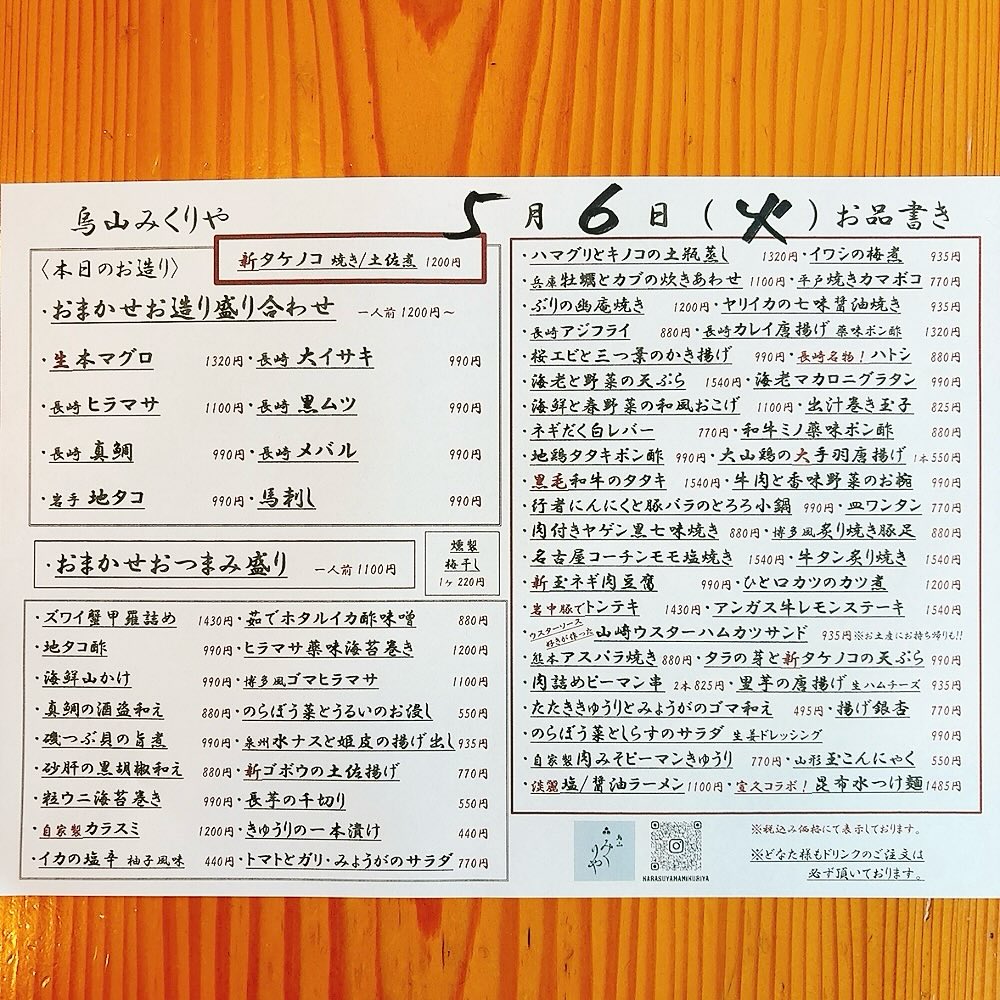 烏山みくりや 5月6日(火)お品書き
〈本日のお造り〉
新タケノコ 焼き/土佐煮 1200円
・おまかせお造り盛り合わせ 一人前1200円～
・生本マグロ 1320円・長崎 大イサキ 990円
・長崎 ヒラマサ 1100円・長崎 黒ムツ 990円
・長崎 真鯛 990円・長崎 メバル 990円
・岩手 地タコ 990円・馬刺し 990円
・おまかせおつまみ盛り 一人前1100円
燻製
梅干し
1ヶ220円
・ズワイ蟹甲羅詰め 1430円・茹でホタルイカ酢味噌 880円
・地タコ酢 990円・ヒラマサ薬味海苔巻き 1200円
・海鮮山かけ 990円・博多風ゴマヒラマサ 1100円
・真鯛の酒盗和え 880円・のらぼう菜とうるいのお浸し 550円
・磯つぶ貝の旨煮 990円・泉州水ナスと姫皮の揚げ出し 935円
・砂肝の黒胡椒和え 880円・新ゴボウの土佐揚げ 770円
・粒ウニ海苔巻き 990円・長芋の千切り 550円
・自家製カラスミ 1200円・きゅうりの一本漬け 440円
・イカの塩辛 柚子風味 440円・トマトとガリ・みょうがのサラダ 770円
・ハマグリとキノコの土瓶蒸し 1320円・イワシの梅煮 935円
・兵庫牡蠣とカブの炊きあわせ 1100円・平戸焼きカマボコ 770円
・ぶりの幽庵焼き 1200円・ヤリイカの七味醤油焼き 935円
・長崎アジフライ 880円・長崎カレイ唐揚げ 薬味ポン酢 1320円
・桜エビと三つ葉のかき揚げ 990円・長崎名物！ハトシ 880円
・海老と野菜の天ぷら 1540円・海老マカロニグラタン 990円
・海鮮と春野菜の和風おこげ 1100円・出汁巻き玉子 825円
・ネギだく白レバー 770円・和牛ミノ薬味ポン酢 880円
・地鶏タタキポン酢 990円・大山鶏の大手羽唐揚げ 1本550円
・黒毛和牛のタタキ 1540円・牛肉と香味野菜のお椀 990円
・行者にんにくと豚バラのとろろ小鍋 990円・皿ワンタン 770円
・肉付きヤゲン黒七味焼き 880円・博多風炙り焼き豚足 880円
・名古屋コーチンモモ塩焼き 1540円・牛タン炙り焼き 1540円
・新玉ネギ肉豆腐 990円・ひと口カツのカツ煮 1200円
・岩中豚でトンテキ 1430円・アンガス牛レモンステーキ 1540円
・ウスターソース好きが作った 山崎ウスターハムカツサンド 935円※お土産にお持ち帰りも!!
・熊本アスパラ焼き 880円・タラの芽と新タケノコの天ぷら 990円
・肉詰めピーマン串 2本825円・里芋の唐揚げ 生ハムチーズ 935円
・たたききゅうりとみょうがのゴマ和え 495円・揚げ銀杏 770円
・のらぼう菜としらすのサラダ 生姜ドレッシング 990円
・自家製肉みそピーマンきゅうり 770円・山形玉こんにゃく 550円
・淡麗塩/醤油ラーメン 1100円・室久コラボ！昆布水つけ麺 1485円
みくりや
KARASUYAMAMIKURIYA
※税込み価格にて表示しております。
※どなた様もドリンクのご注文は
必ず頂いております。